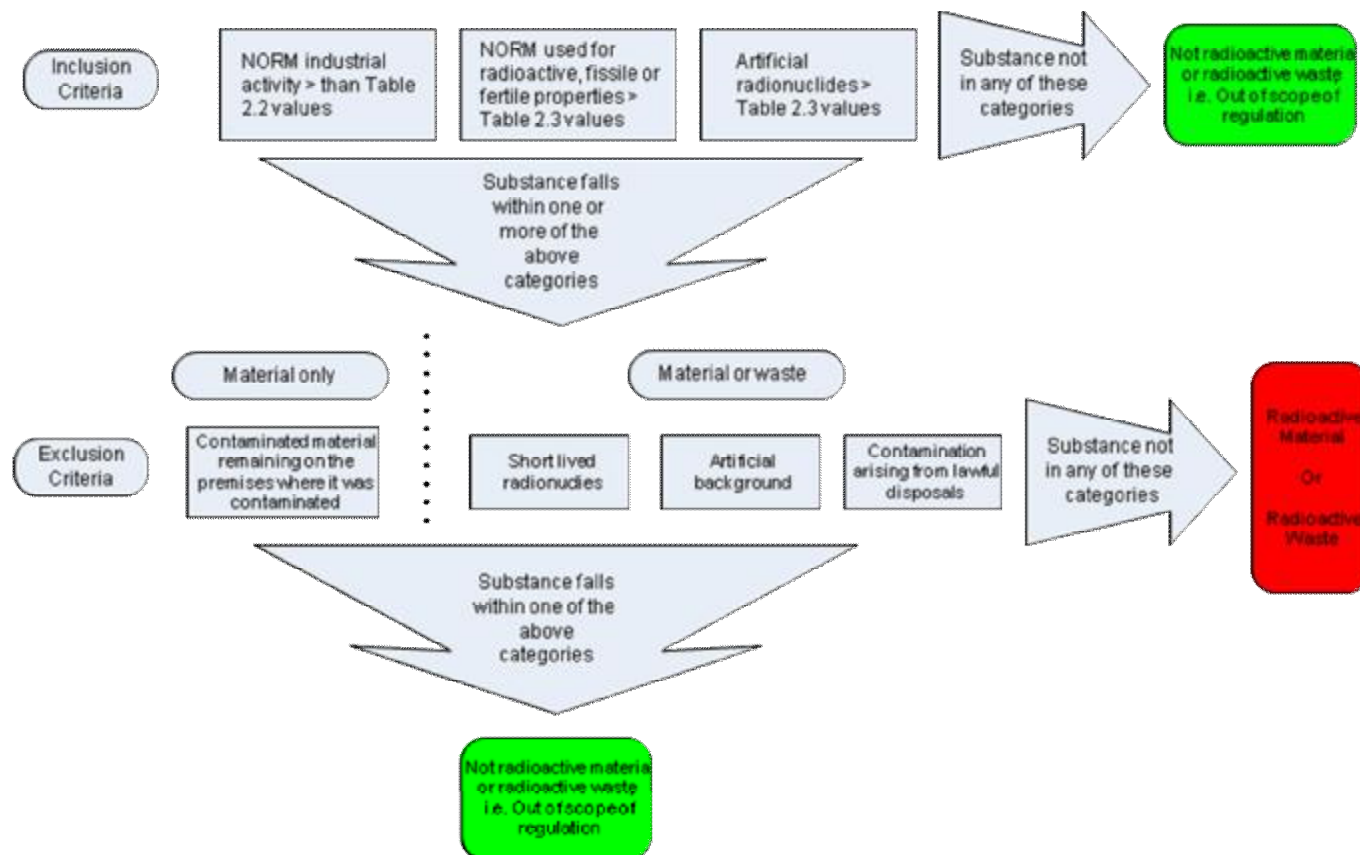 Inclusion
Criteria
NORM industrial
activity > than Table
2.2 values
NORM used for
radioactive, fissile or
fertile properties >
Table 2.3 values
Artificial
radionuclides >
Table 2.3 values
Substance not
in any of these
categories
Not radioactive materia
or radioactive waste
i.e. Out of scopeof
regulation
Substance falls
within one or
more of the
above
categories
Material only
Material or waste
Exclusion
Criteria
Contaminated material
remaining on the
premises where it was
contaminated
Short lived
radionudies
Artificial
background
Contamination
arising from lawful
disposals
Substance not
in any of these
categories
Radioactive
Material
Or
Radioactive
Waste
Substance falls
within one of the
above
categories
Not radioactive materia
or radioactive waste
i.e. Out of scopeof
regulation